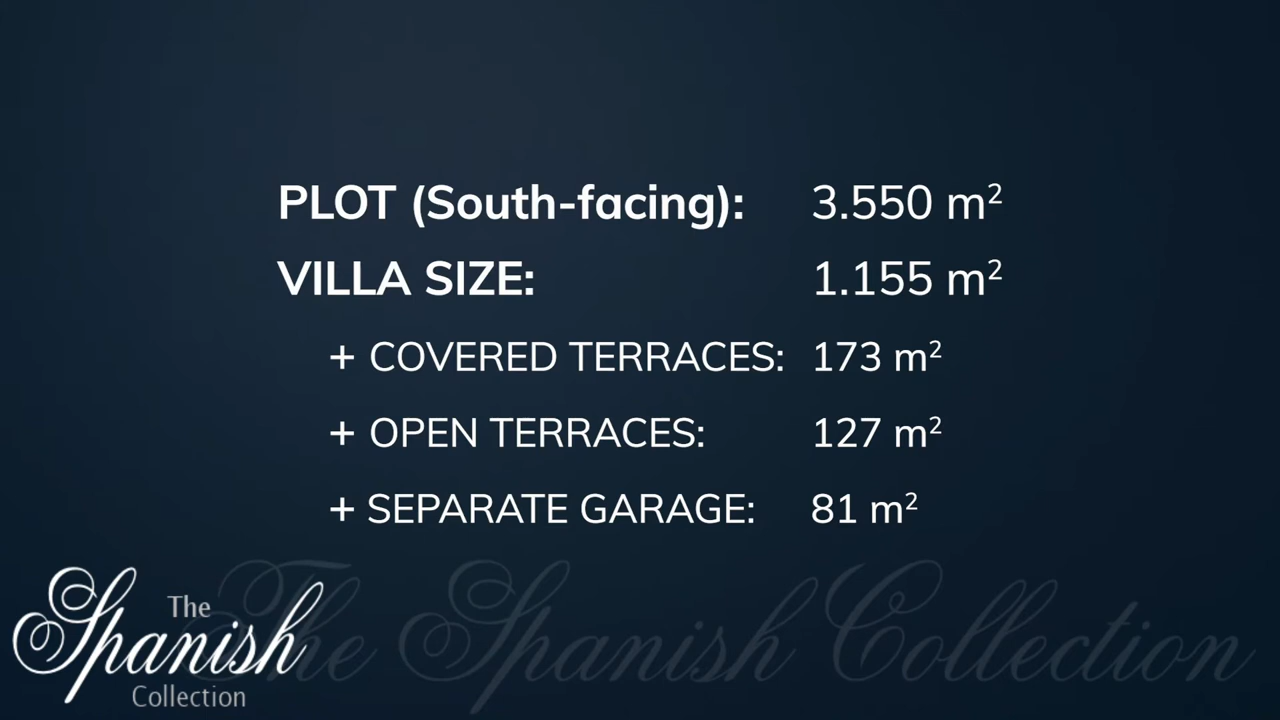 PLOT (South-facing): 3.550 m²
VILLA SIZE: 1.155 m²
+ COVERED TERRACES: 173 m²
+ OPEN TERRACES: 127 m²
+ SEPARATE GARAGE: 81 m²
The Spanish Collection
The
Spanish
Collection